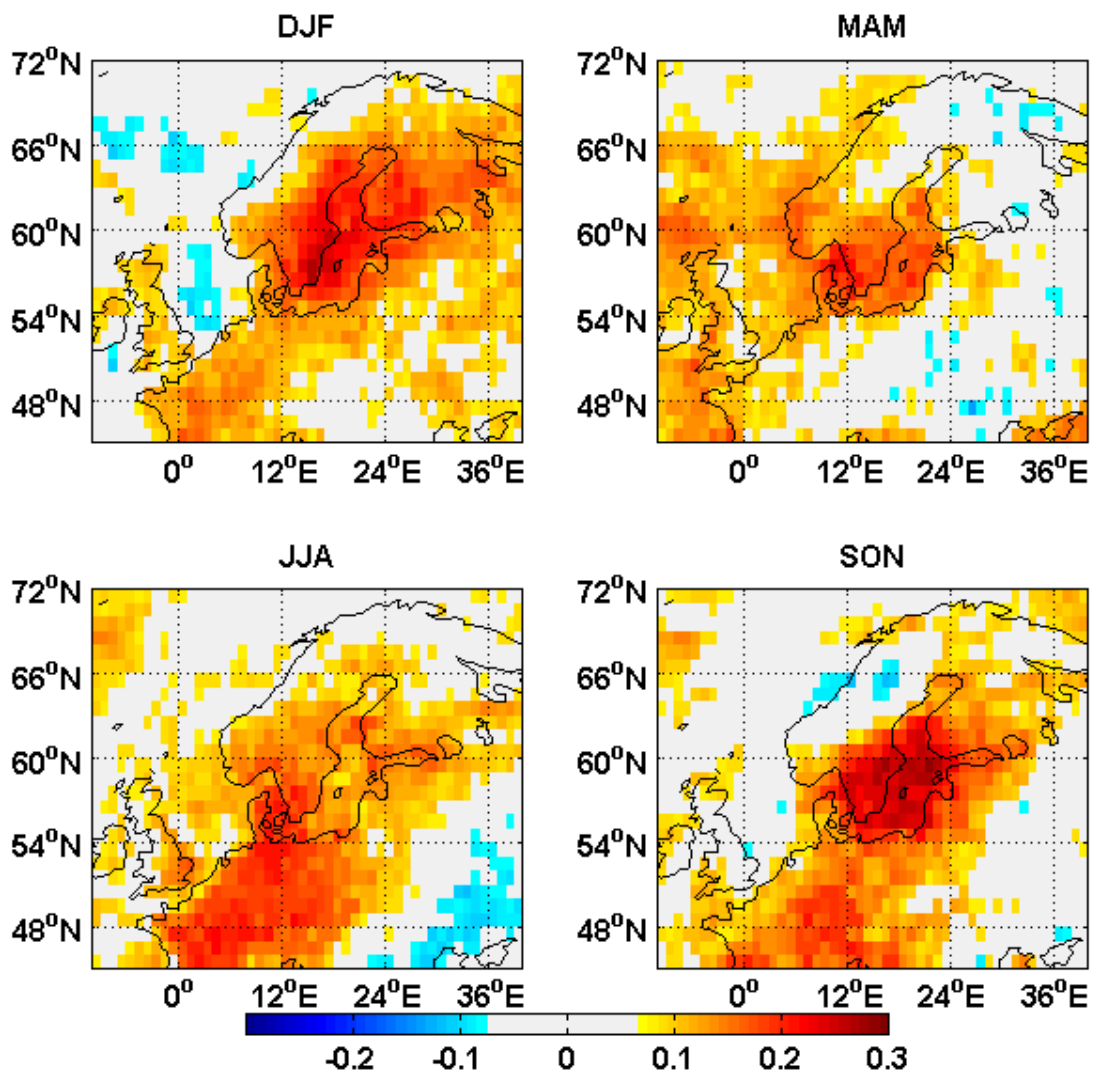 DJF MAM
72⁰N 72⁰N
66⁰N 66⁰N
60⁰N 60⁰N
54⁰N 54⁰N
48⁰N 48⁰N
0⁰ 12⁰E 24⁰E 36⁰E 0⁰ 12⁰E 24⁰E 36⁰E
JJA SON
72⁰N 72⁰N
66⁰N 66⁰N
60⁰N 60⁰N
54⁰N 54⁰N
48⁰N 48⁰N
0⁰ 12⁰E 24⁰E 36⁰E 0⁰ 12⁰E 24⁰E 36⁰E
-0.2 -0.1 0 0.1 0.2 0.3